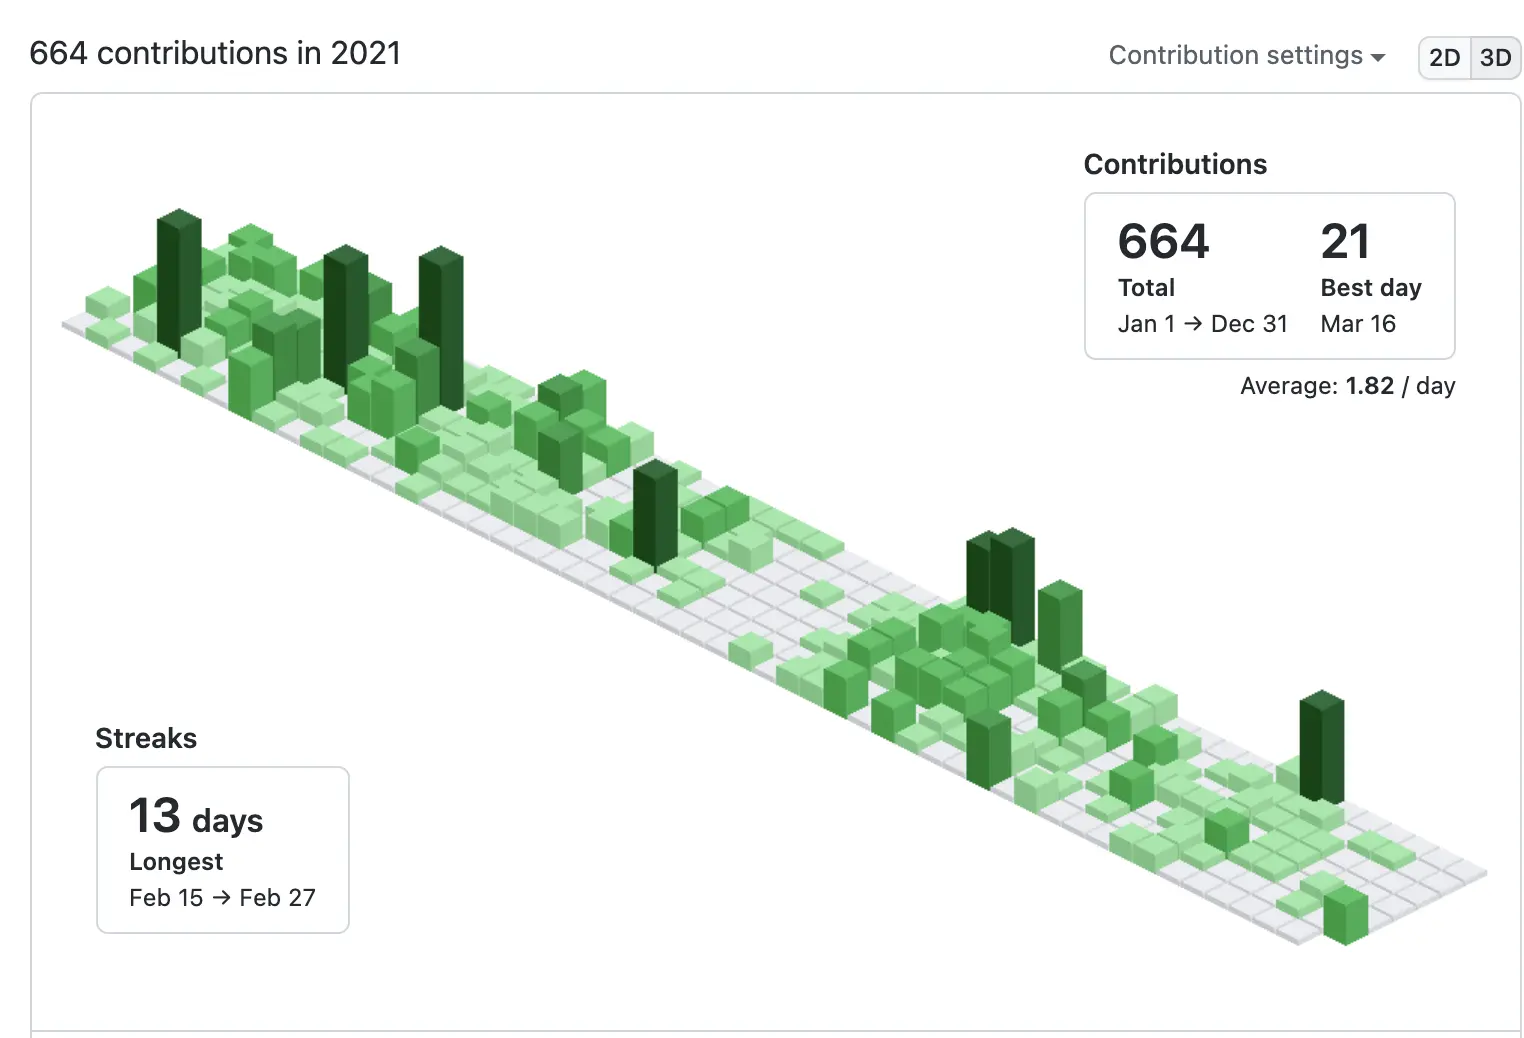 664 contributions in 2021
Contribution settings
2D 3D
Contributions
664 21
Total Best day
Jan 1 → Dec 31 Mar 16
Average: 1.82 / day
Streaks
13 days
Longest
Feb 15 → Feb 27